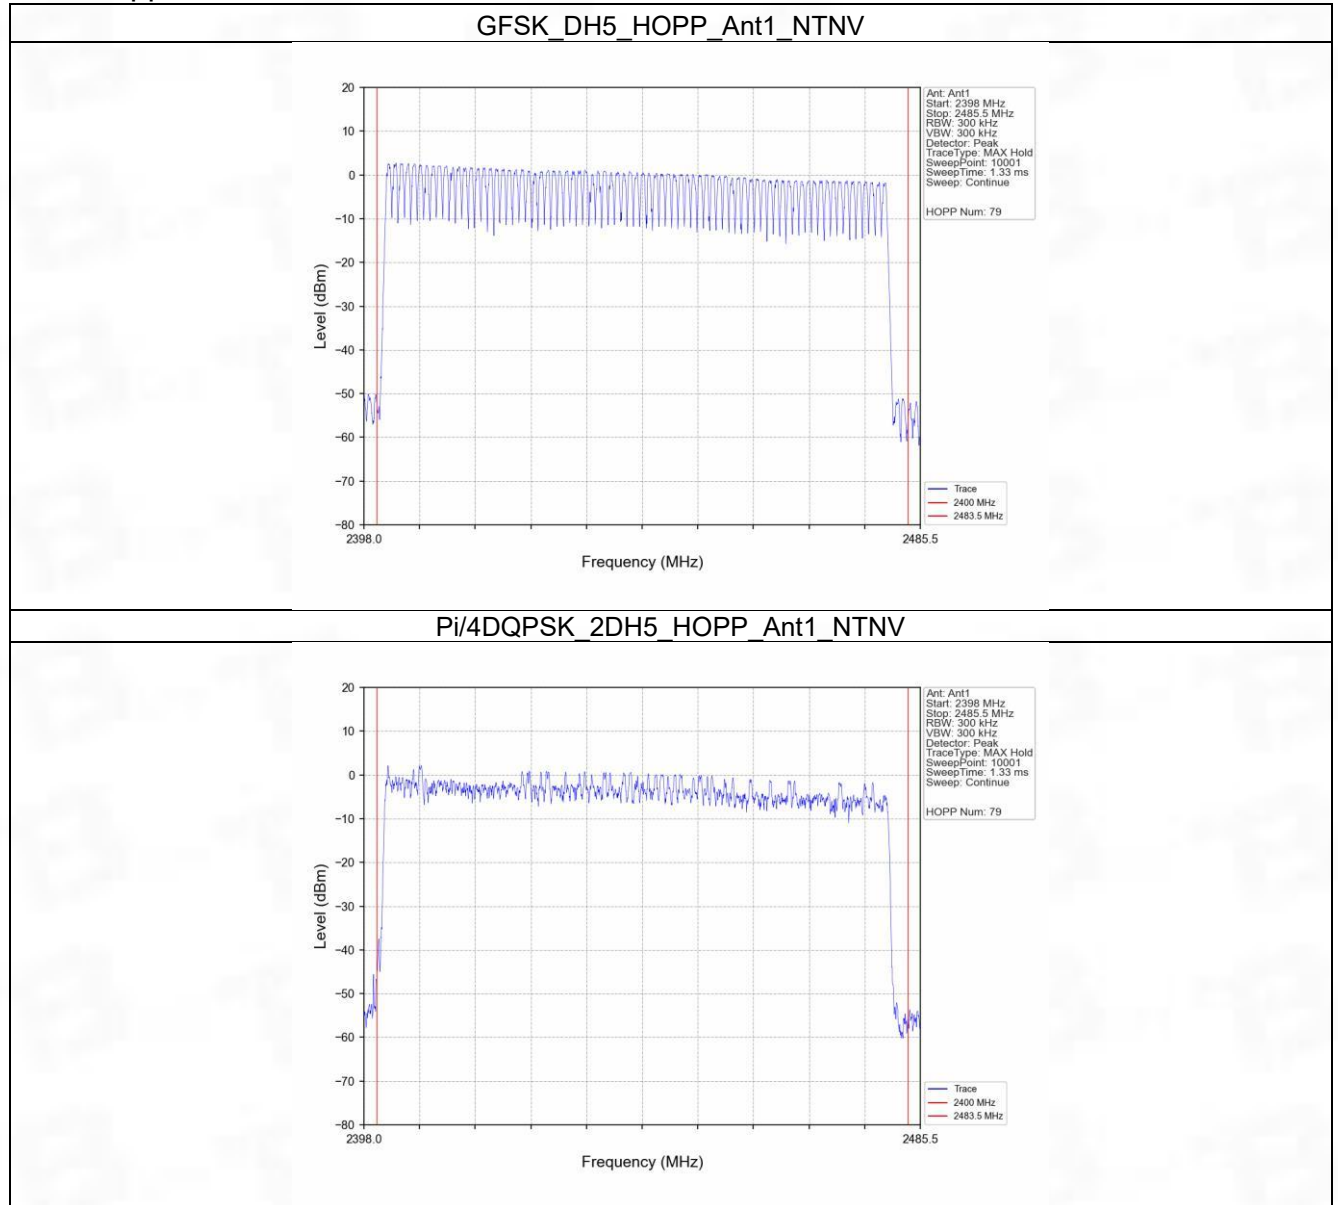 GFSK_DH5_HOPP_Ant1_NTNV
20
10
0
−10
−20
−30
−40
−50
−60
−70
−80
Level (dBm)
2398.0
2485.5
Frequency (MHz)
Ant: Ant1
Start: 2398 MHz
Stop: 2485.5 MHz
RBW: 300 kHz
VBW: 300 kHz
Detector: Peak
TraceType: MAX Hold
SweepPoint: 10001
SweepTime: 1.33 ms
Sweep: Continue
HOPP Num: 79
Trace
2400 MHz
2483.5 MHz
Pi/4DQPSK_2DH5_HOPP_Ant1_NTNV
20
10
0
−10
−20
−30
−40
−50
−60
−70
−80
Level (dBm)
2398.0
2485.5
Frequency (MHz)
Ant: Ant1
Start: 2398 MHz
Stop: 2485.5 MHz
RBW: 300 kHz
VBW: 300 kHz
Detector: Peak
TraceType: MAX Hold
SweepPoint: 10001
SweepTime: 1.33 ms
Sweep: Continue
HOPP Num: 79
Trace
2400 MHz
2483.5 MHz